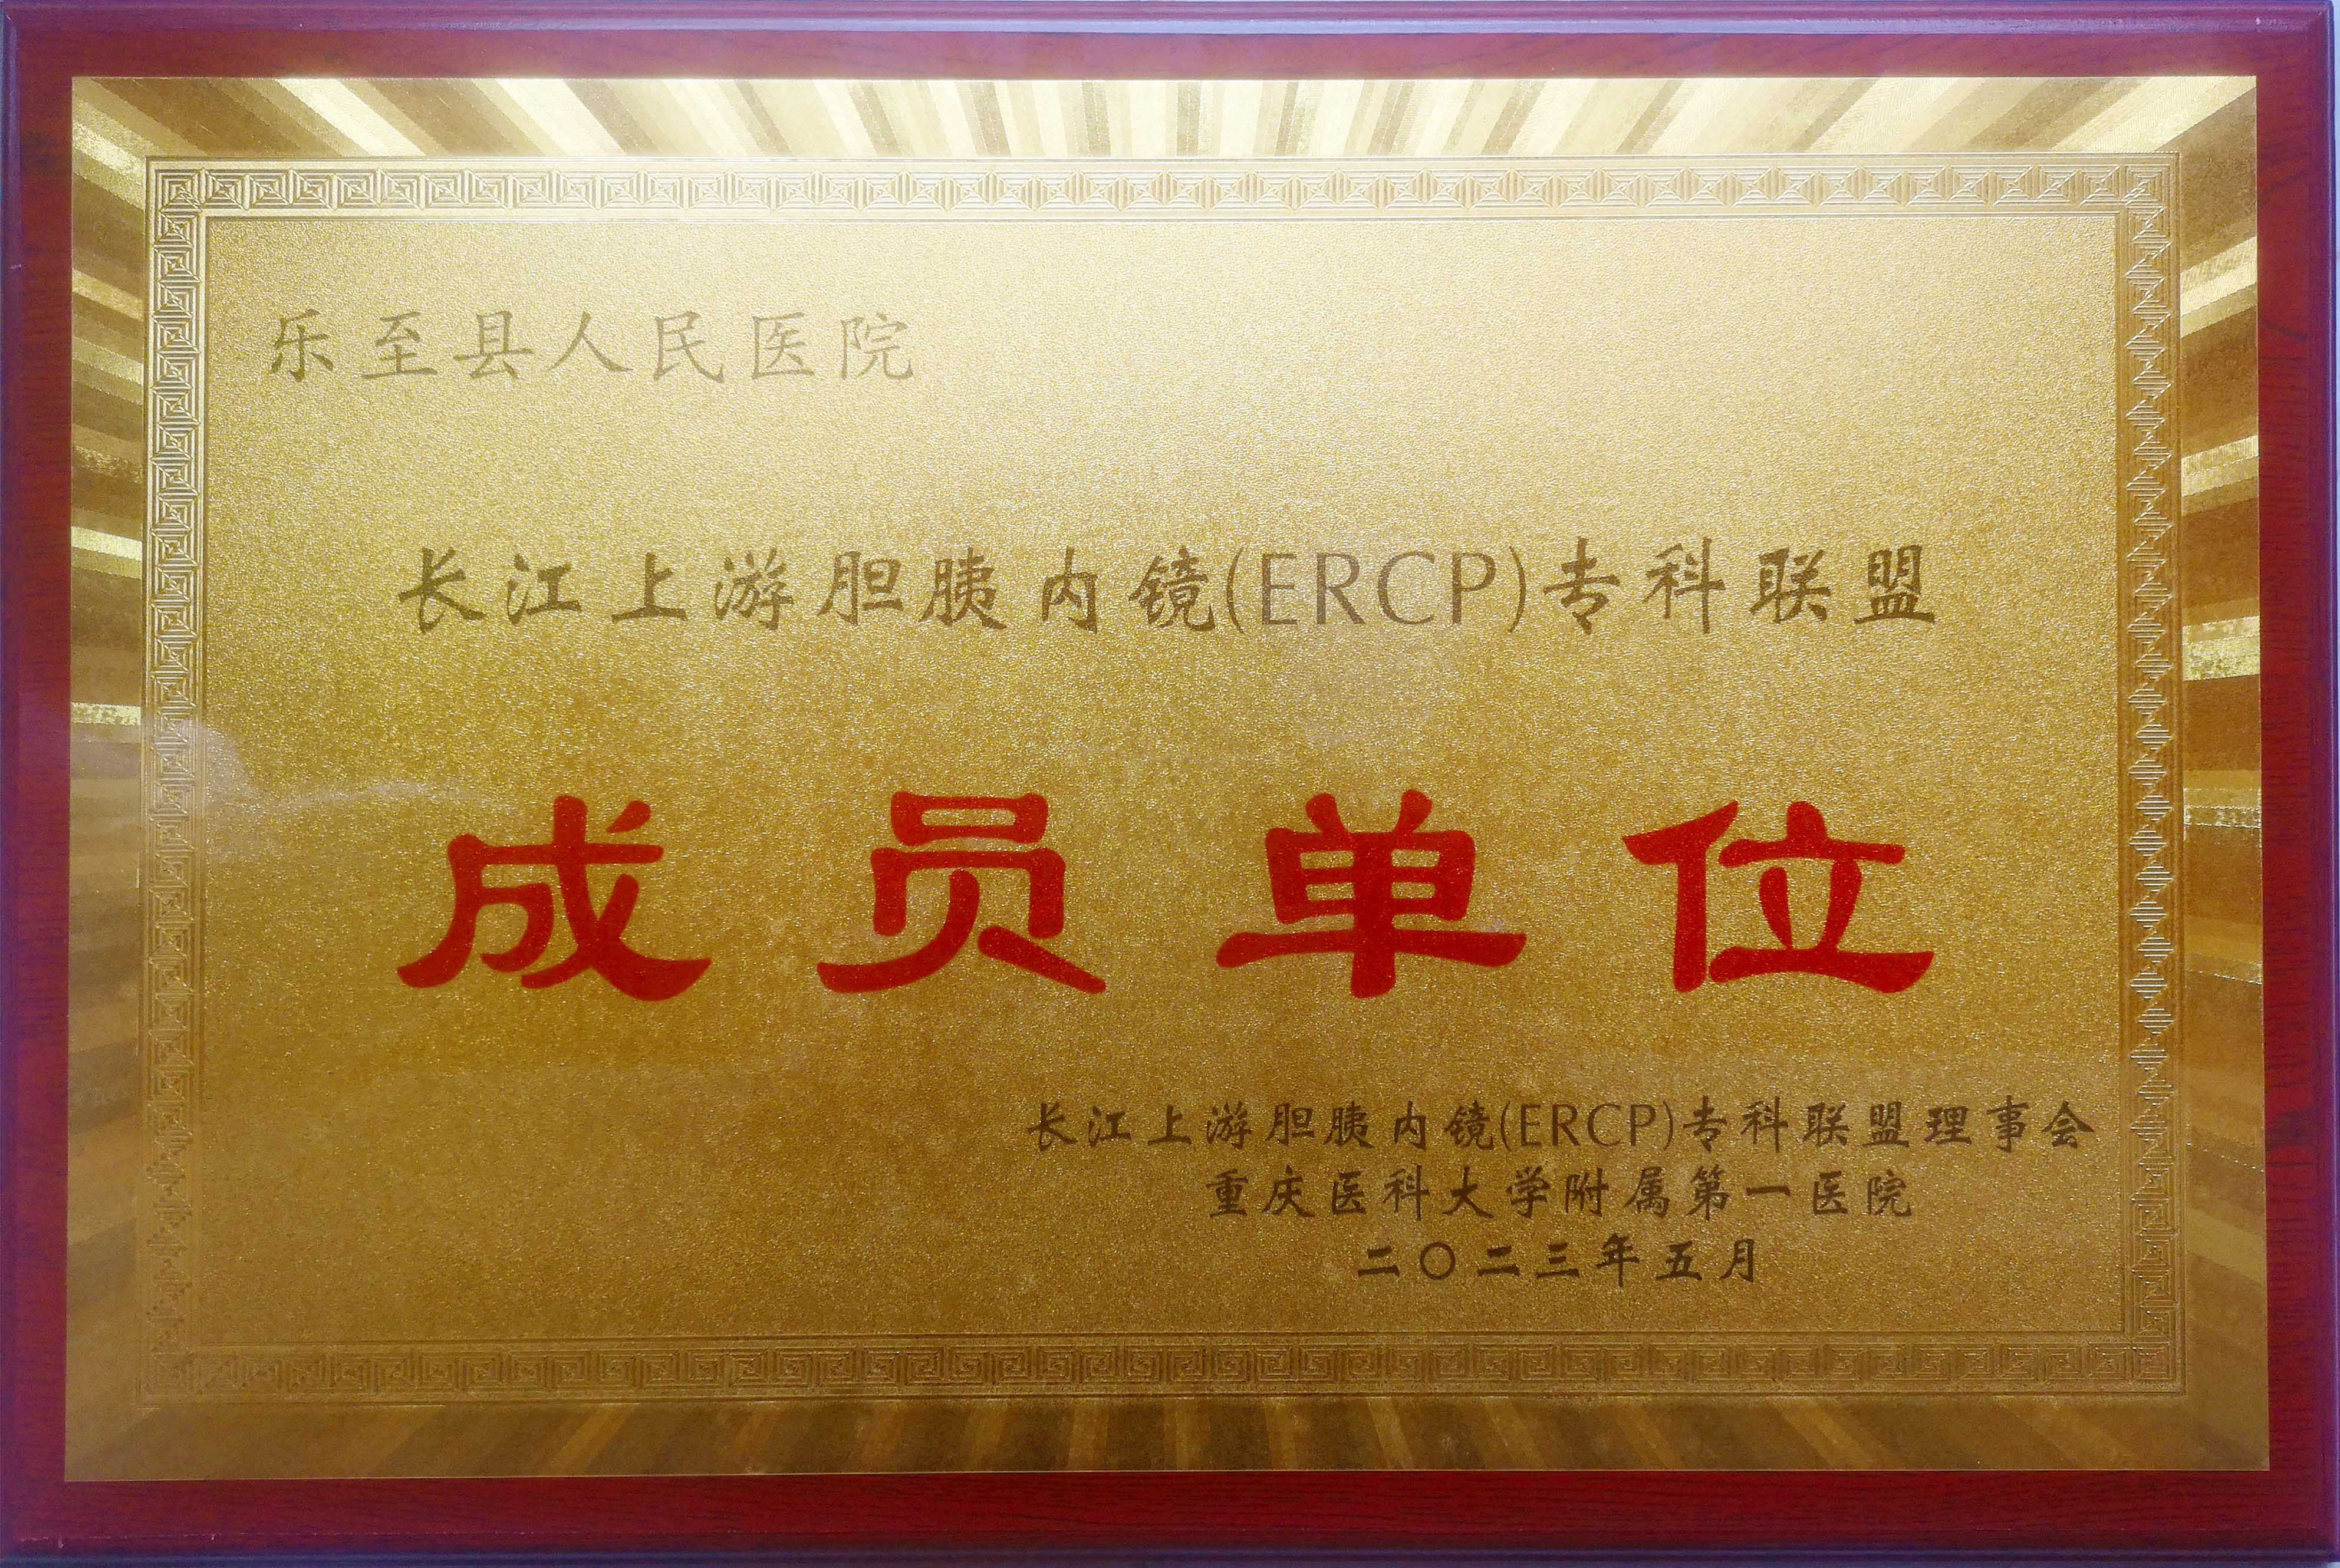 乐至县人民医院
长江上游胆胰内镜(ERCP)专科联盟
成员单位
长江上游胆胰内镜(ERCP)专科联盟理事会
重庆医科大学附属第一医院
二〇二三年五月